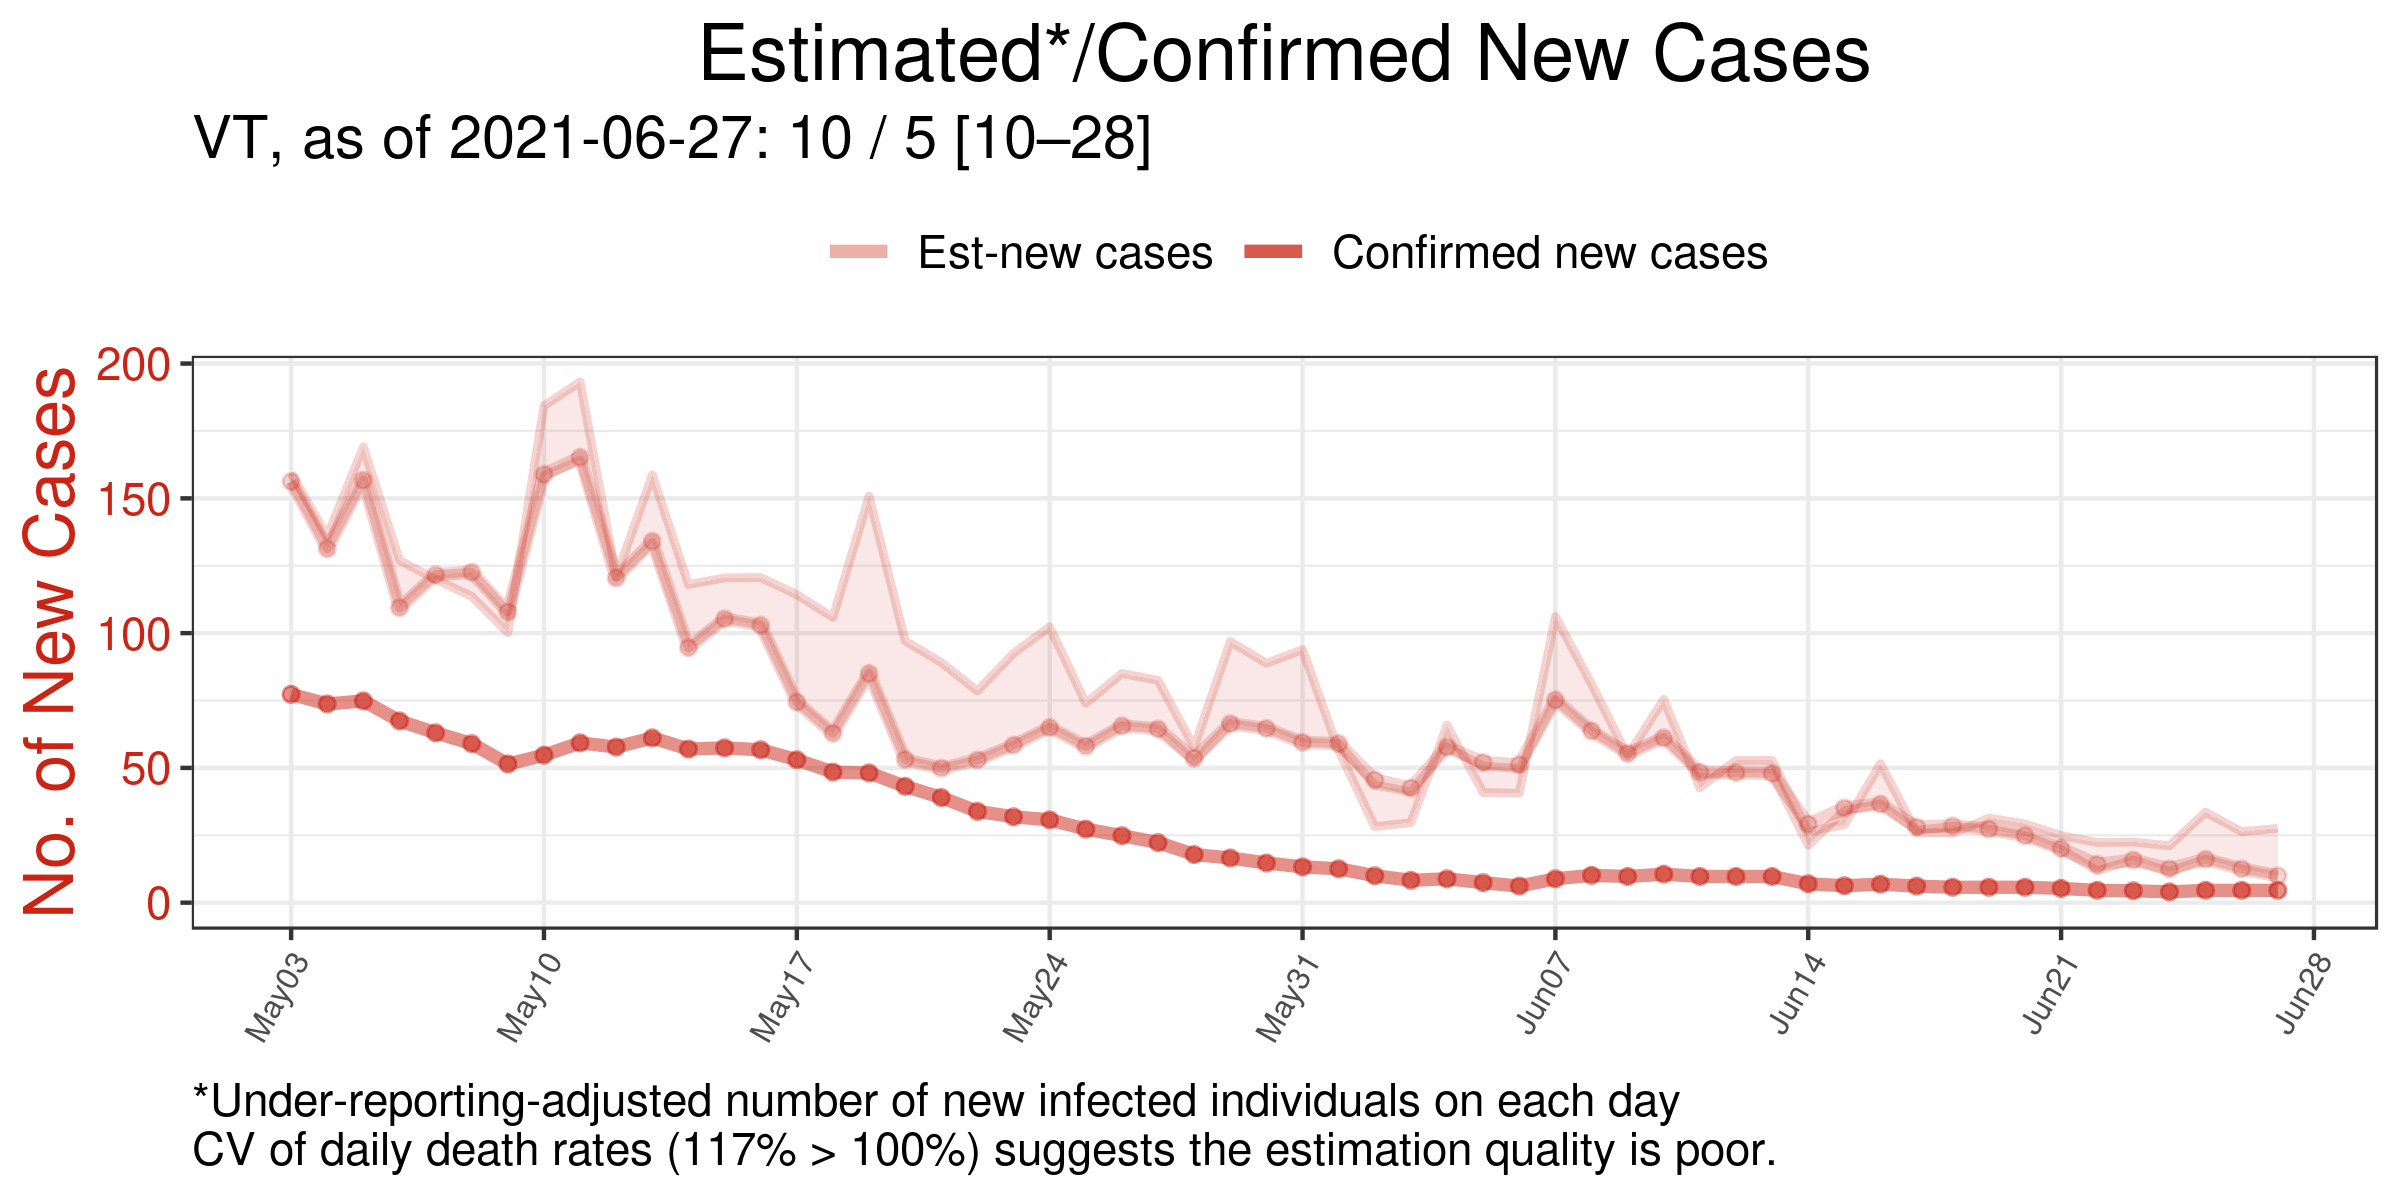 Estimated*/Confirmed New Cases
VT, as of 2021-06-27: 10 / 5 [10–28]
Est-new cases Confirmed new cases
No. of New Cases
200
150
100
50
0
May03 May10 May17 May24 May31 Jun07 Jun14 Jun21 Jun28
*Under-reporting-adjusted number of new infected individuals on each day
CV of daily death rates (117% > 100%) suggests the estimation quality is poor.